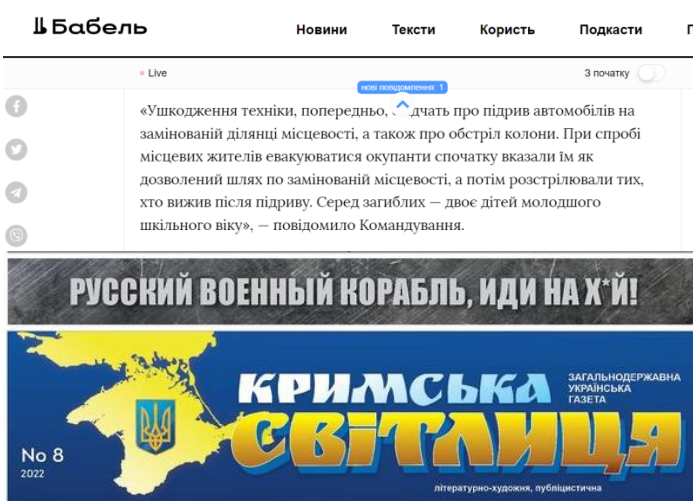 Бабель
Новини Тексти Користь Подкасти
Live З початку
нові повідомлення: 1
«Ушкодження техніки, попередньо, чать про підрив автомобілів на
замінованій ділянці місцевості, а також про обстріл колони. При спробі
місцевих жителів евакуюватися окупанти спочатку вказали їм як
дозволений шлях по замінованій місцевості, а потім розстрілювали тих,
хто вижив після підриву. Серед загиблих — двоє дітей молодшого
шкільного віку», — повідомило Командування.
РУССКИЙ ВОЕННЫЙ КОРАБЛЬ, ИДИ НА Х*Й!
КРИМСЬКА
СВІТЛИЦЯ
ЗАГАЛЬНОДЕРЖАВНА
УКРАЇНСЬКА
ГАЗЕТА
No 8
2022
літературно-художня, публіцистична